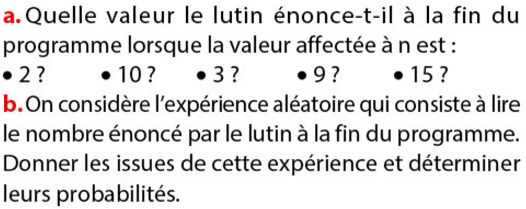 a. Quelle valeur le lutin énonce-t-il à la fin du
programme lorsque la valeur affectée à n est :
• 2 ? • 10 ? • 3 ? • 9 ? • 15 ?
b. On considère l'expérience aléatoire qui consiste à lire
le nombre énoncé par le lutin à la fin du programme.
Donner les issues de cette expérience et déterminer
leurs probabilités.